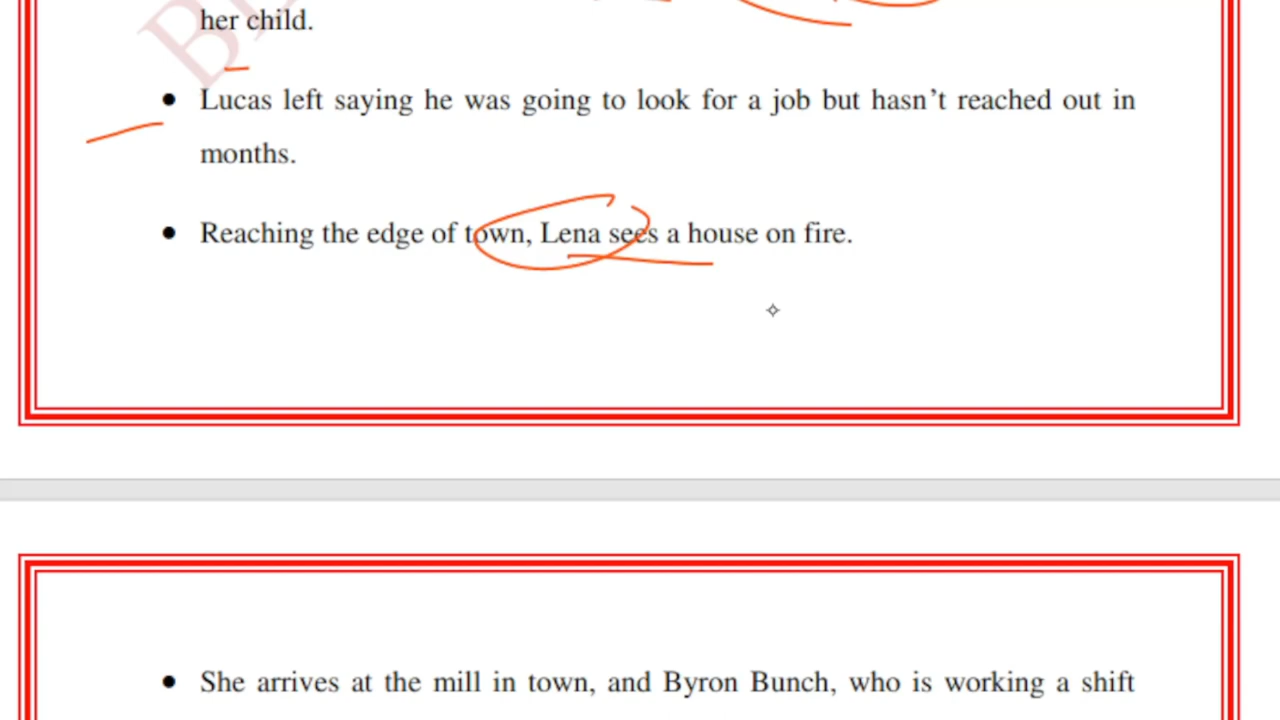 her child.
● Lucas left saying he was going to look for a job but hasn’t reached out in
months.
● Reaching the edge of town, Lena sees a house on fire.
● She arrives at the mill in town, and Byron Bunch, who is working a shift